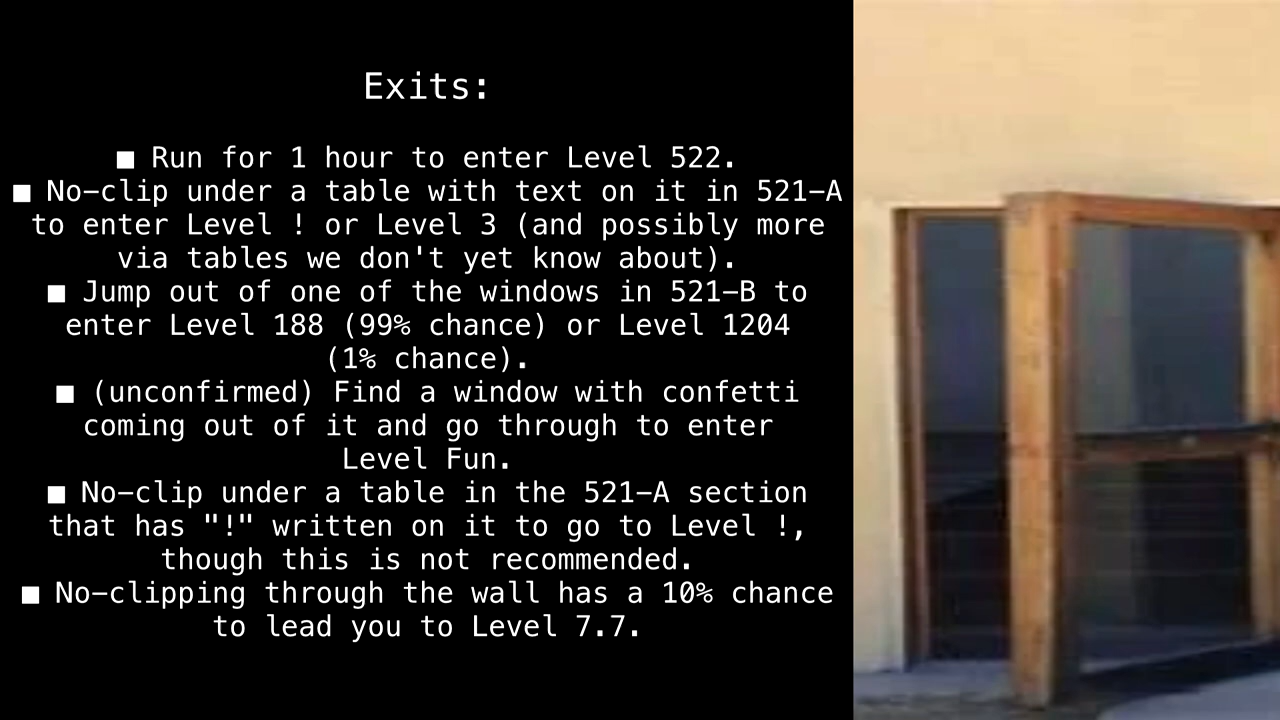 Exits:
■ Run for 1 hour to enter Level 522.
■ No-clip under a table with text on it in 521-A
to enter Level ! or Level 3 (and possibly more
via tables we don't yet know about).
■ Jump out of one of the windows in 521-B to
enter Level 188 (99% chance) or Level 1204
(1% chance).
■ (unconfirmed) Find a window with confetti
coming out of it and go through to enter
Level Fun.
■ No-clip under a table in the 521-A section
that has "!" written on it to go to Level !,
though this is not recommended.
■ No-clipping through the wall has a 10% chance
to lead you to Level 7.7.